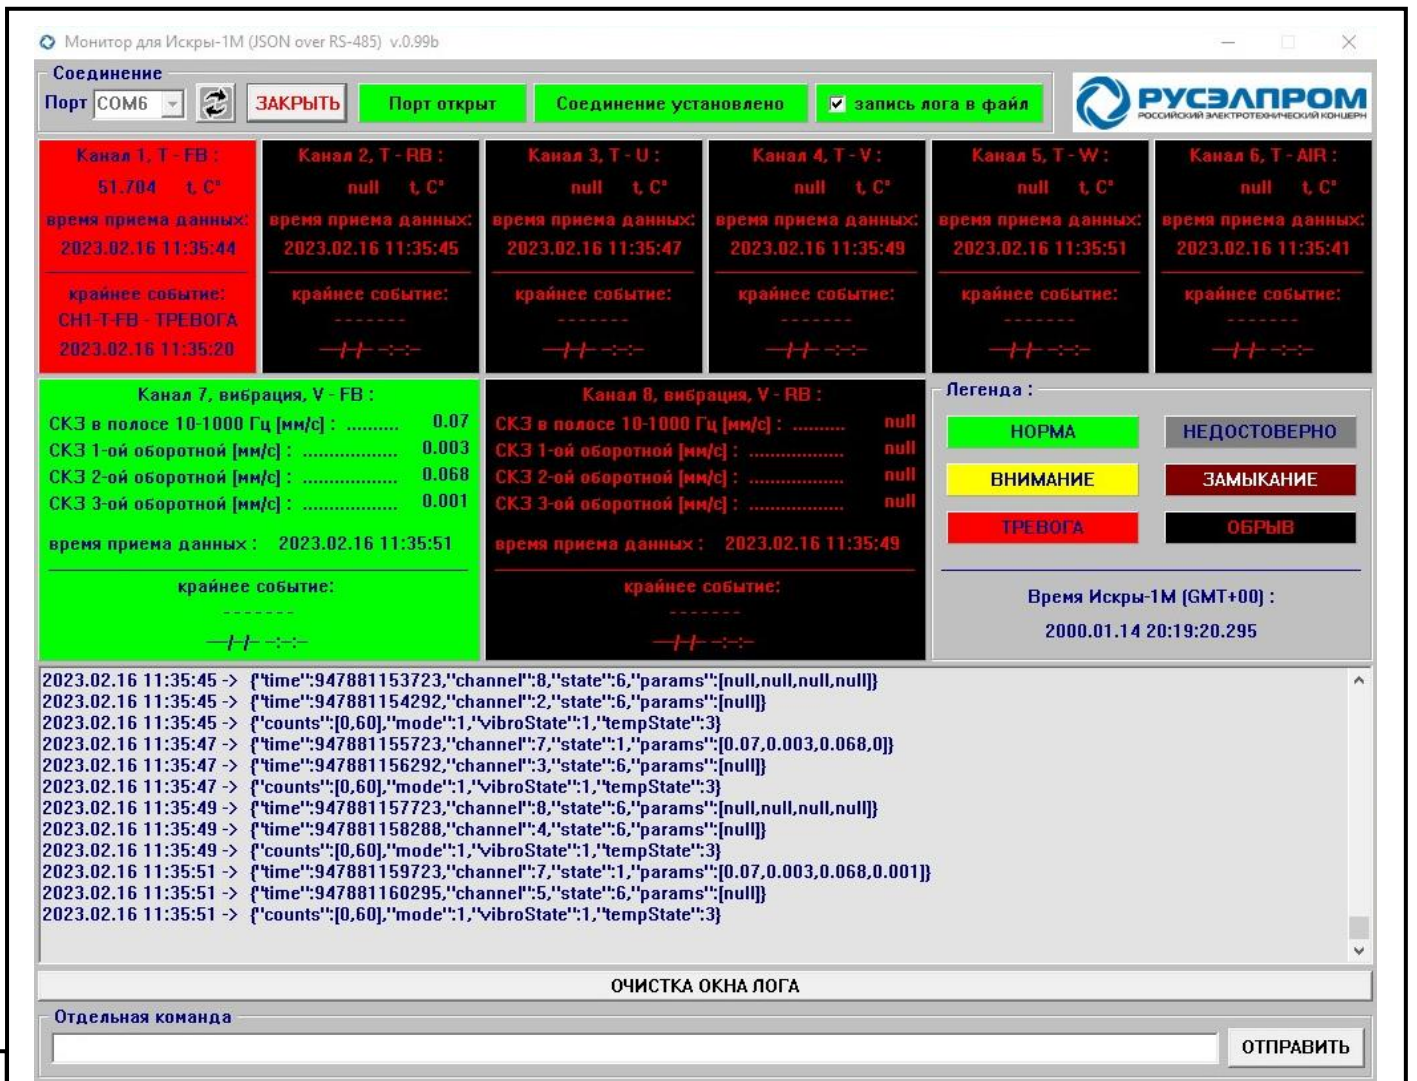 Монитор для Искры-1М (JSON over RS-485) v.0.99b
Соединение
Порт COM6 ЗАКРЫТЬ Порт открыт Соединение установлено запись лога в файл
РУСЭЛПРОМ
РОССИЙСКИЙ ЭЛЕКТРОТЕХНИЧЕСКИЙ КОНЦЕРН
Канал 1, T - FB :
51.704 t, C°
время приема данных:
2023.02.16 11:35:44
крайнее событие:
CH1-T-FB - ТРЕВОГА
2023.02.16 11:35:20
Канал 2, T - RB :
null t, C°
время приема данных:
2023.02.16 11:35:45
крайнее событие:
- - - - - - -
---/-/-- --:--:--
Канал 3, T - U :
null t, C°
время приема данных:
2023.02.16 11:35:47
крайнее событие:
- - - - - - -
---/-/-- --:--:--
Канал 4, T - V :
null t, C°
время приема данных:
2023.02.16 11:35:49
крайнее событие:
- - - - - - -
---/-/-- --:--:--
Канал 5, T - W :
null t, C°
время приема данных:
2023.02.16 11:35:51
крайнее событие:
- - - - - - -
---/-/-- --:--:--
Канал 6, T - AIR :
null t, C°
время приема данных:
2023.02.16 11:35:41
крайнее событие:
- - - - - - -
---/-/-- --:--:--
Канал 7, вибрация, V - FB :
СКЗ в полосе 10-1000 Гц [мм/с] : .......... 0.07
СКЗ 1-ой оборотной [мм/с] : .................. 0.003
СКЗ 2-ой оборотной [мм/с] : .................. 0.068
СКЗ 3-ой оборотной [мм/с] : .................. 0.001
время приема данных : 2023.02.16 11:35:51
крайнее событие:
- - - - - - -
---/-/-- --:--:--
Канал 8, вибрация, V - RB :
СКЗ в полосе 10-1000 Гц [мм/с] : .......... null
СКЗ 1-ой оборотной [мм/с] : .................. null
СКЗ 2-ой оборотной [мм/с] : .................. null
СКЗ 3-ой оборотной [мм/с] : .................. null
время приема данных : 2023.02.16 11:35:49
крайнее событие:
- - - - - - -
---/-/-- --:--:--
Легенда :
НОРМА НЕДОСТОВЕРНО
ВНИМАНИЕ ЗАМЫКАНИЕ
ТРЕВОГА ОБРЫВ
Время Искры-1М (GMT+00) :
2000.01.14 20:19:20.295
2023.02.16 11:35:45 -> {"time":947881153723,"channel":8,"state":6,"params":[null,null,null,null]}
2023.02.16 11:35:45 -> {"time":947881154292,"channel":2,"state":6,"params":[null]}
2023.02.16 11:35:45 -> {"counts":[0,60],"mode":1,"vibroState":1,"tempState":3}
2023.02.16 11:35:47 -> {"time":947881155723,"channel":7,"state":1,"params":[0.07,0.003,0.068,0]}
2023.02.16 11:35:47 -> {"time":947881156292,"channel":3,"state":6,"params":[null]}
2023.02.16 11:35:47 -> {"counts":[0,60],"mode":1,"vibroState":1,"tempState":3}
2023.02.16 11:35:49 -> {"time":947881157723,"channel":8,"state":6,"params":[null,null,null,null]}
2023.02.16 11:35:49 -> {"time":947881158288,"channel":4,"state":6,"params":[null]}
2023.02.16 11:35:49 -> {"counts":[0,60],"mode":1,"vibroState":1,"tempState":3}
2023.02.16 11:35:51 -> {"time":947881159723,"channel":7,"state":1,"params":[0.07,0.003,0.068,0.001]}
2023.02.16 11:35:51 -> {"time":947881160295,"channel":5,"state":6,"params":[null]}
2023.02.16 11:35:51 -> {"counts":[0,60],"mode":1,"vibroState":1,"tempState":3}
ОЧИСТКА ОКНА ЛОГА
Отдельная команда
ОТПРАВИТЬ